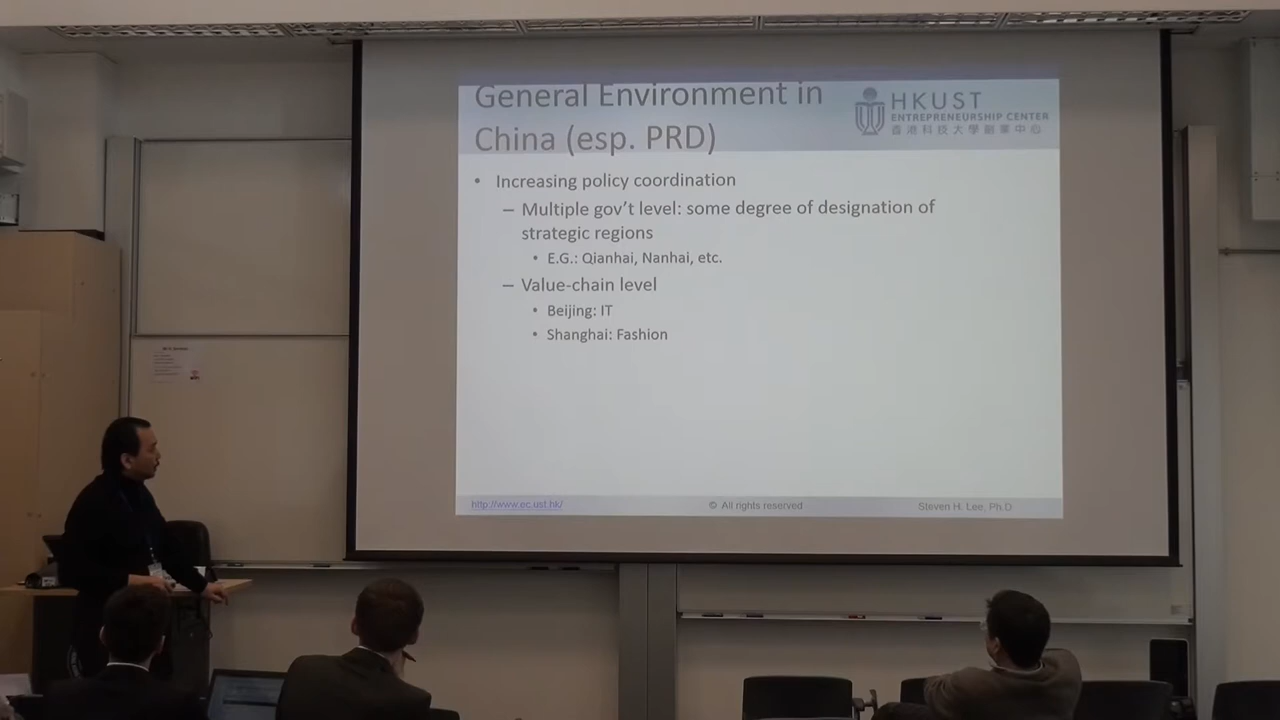 General Environment in
China (esp. PRD)
HKUST
ENTREPRENEURSHIP CENTER
香港科技大學創業中心
• Increasing policy coordination
– Multiple gov't level: some degree of designation of
strategic regions
• E.G.: Qianhai, Nanhai, etc.
– Value-chain level
• Beijing: IT
• Shanghai: Fashion
http://www.ec.ust.hk/
© All rights reserved
Steven H. Lee, Ph.D.